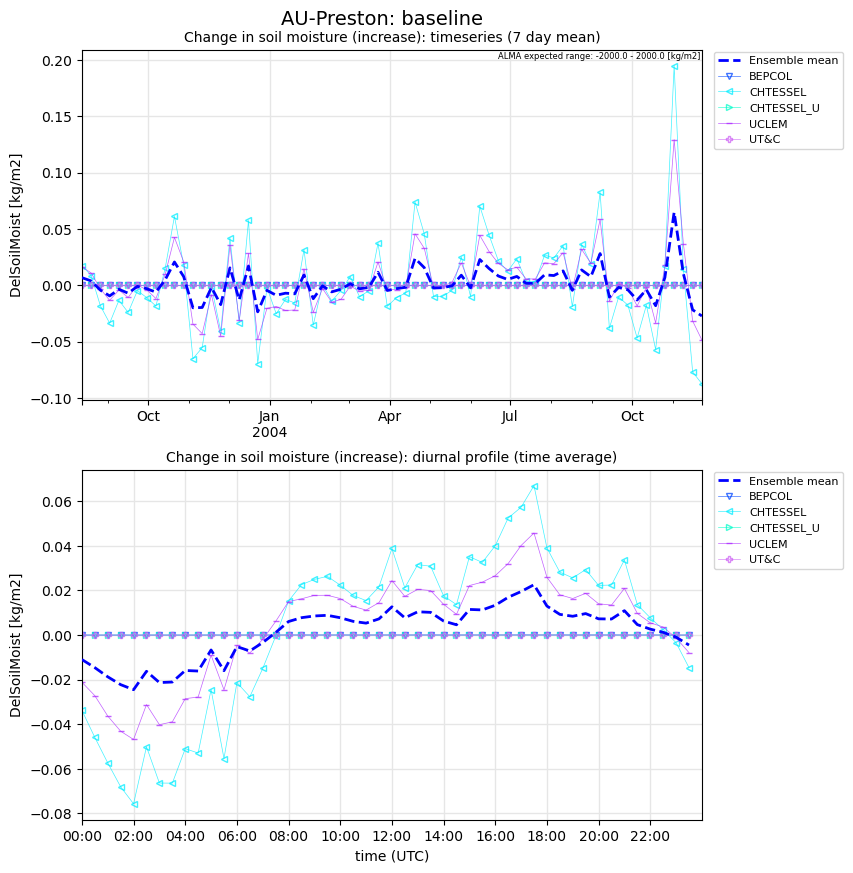 AU-Preston: baseline
Change in soil moisture (increase): timeseries (7 day mean)
ALMA expected range: -2000.0 - 2000.0 [kg/m2]
DelSoilMoist [kg/m2]
0.20
0.15
0.10
0.05
0.00
−0.05
−0.10
Oct
Jan
2004
Apr
Jul
Oct
Ensemble mean
BEPCOL
CHTESSEL
CHTESSEL_U
UCLEM
UT&C
Change in soil moisture (increase): diurnal profile (time average)
DelSoilMoist [kg/m2]
0.06
0.04
0.02
0.00
−0.02
−0.04
−0.06
−0.08
00:00 02:00 04:00 06:00 08:00 10:00 12:00 14:00 16:00 18:00 20:00 22:00
time (UTC)
Ensemble mean
BEPCOL
CHTESSEL
CHTESSEL_U
UCLEM
UT&C